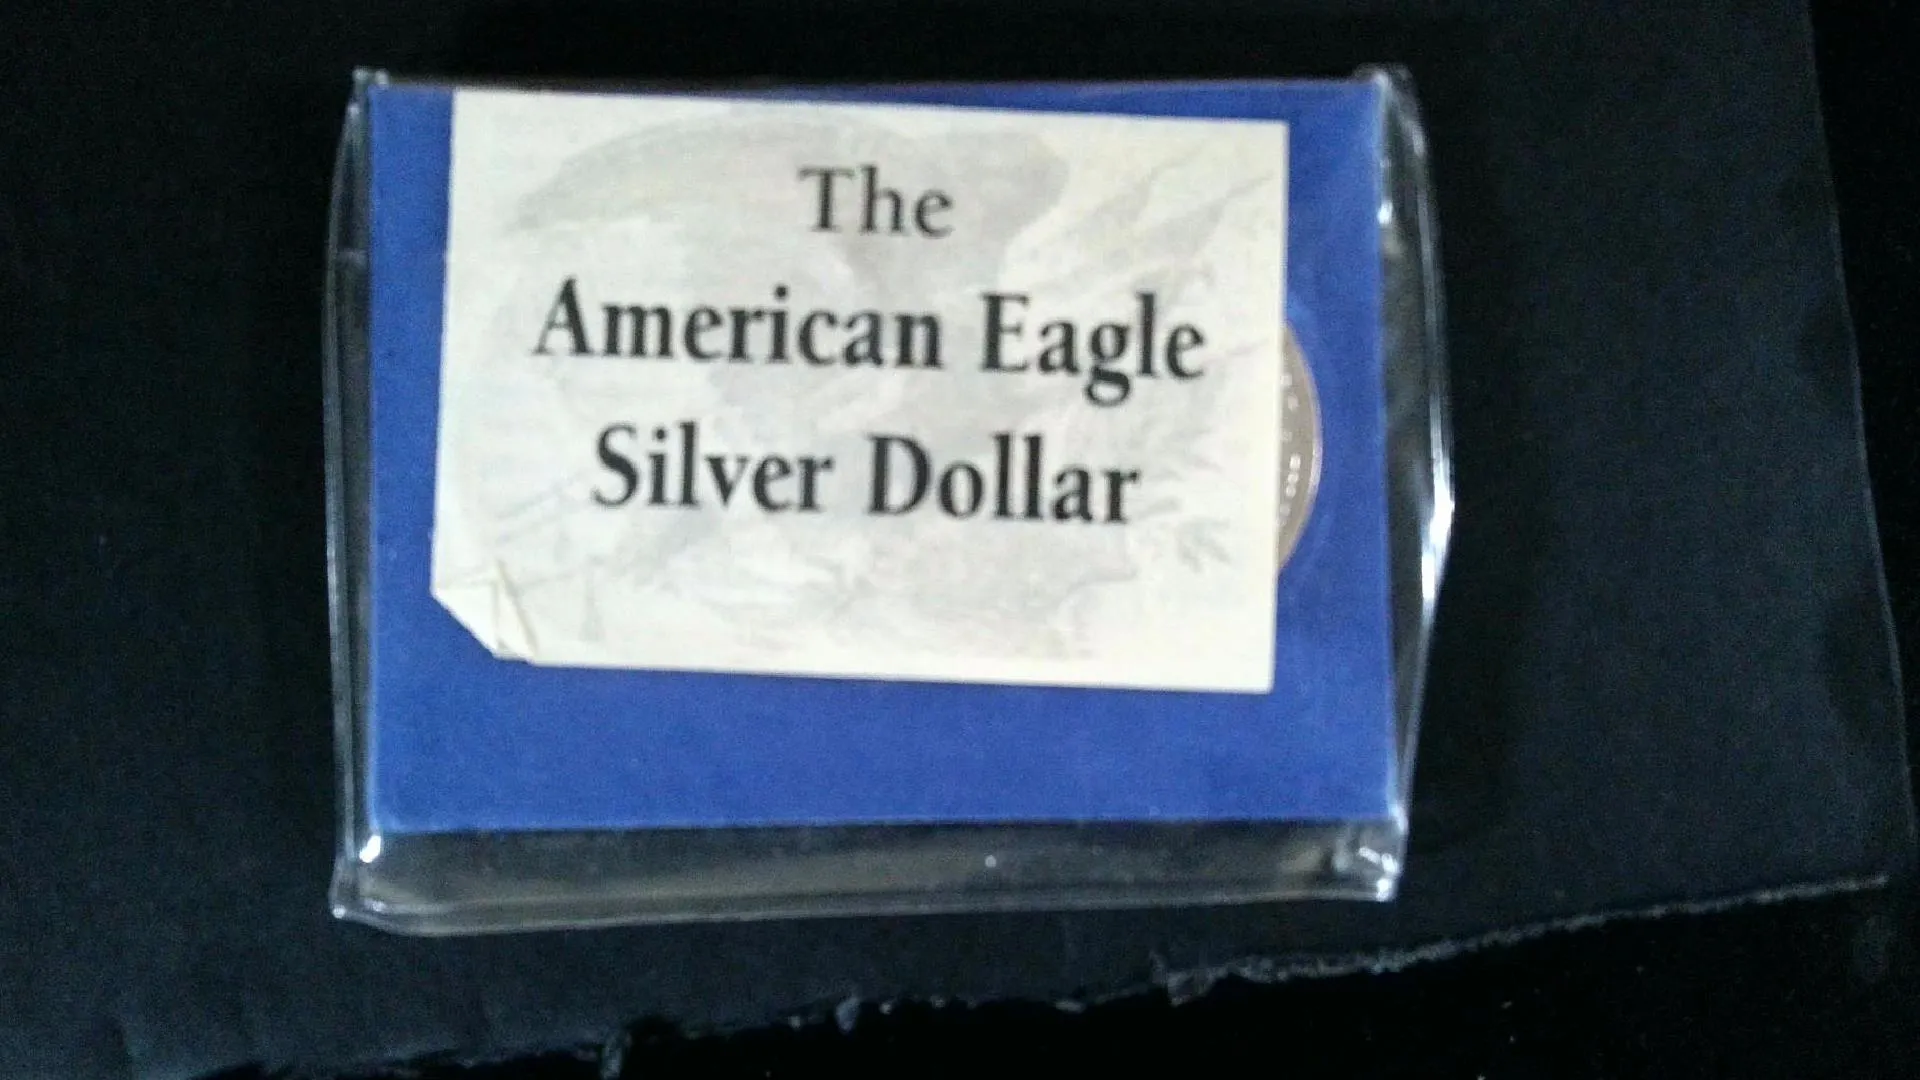 The
American Eagle
Silver Dollar